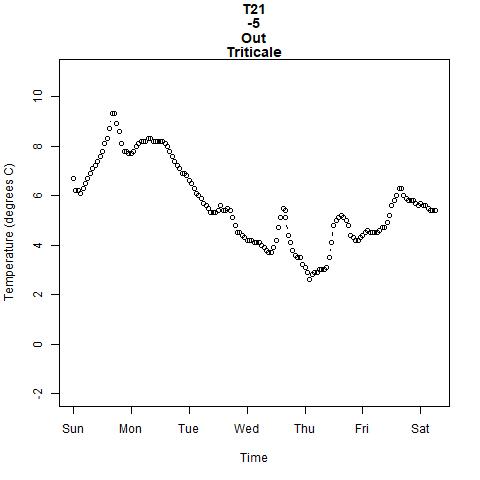 T21
-5
Out
Triticale
Temperature (degrees C)
10
8
6
4
2
0
-2
Sun Mon Tue Wed Thu Fri Sat
Time